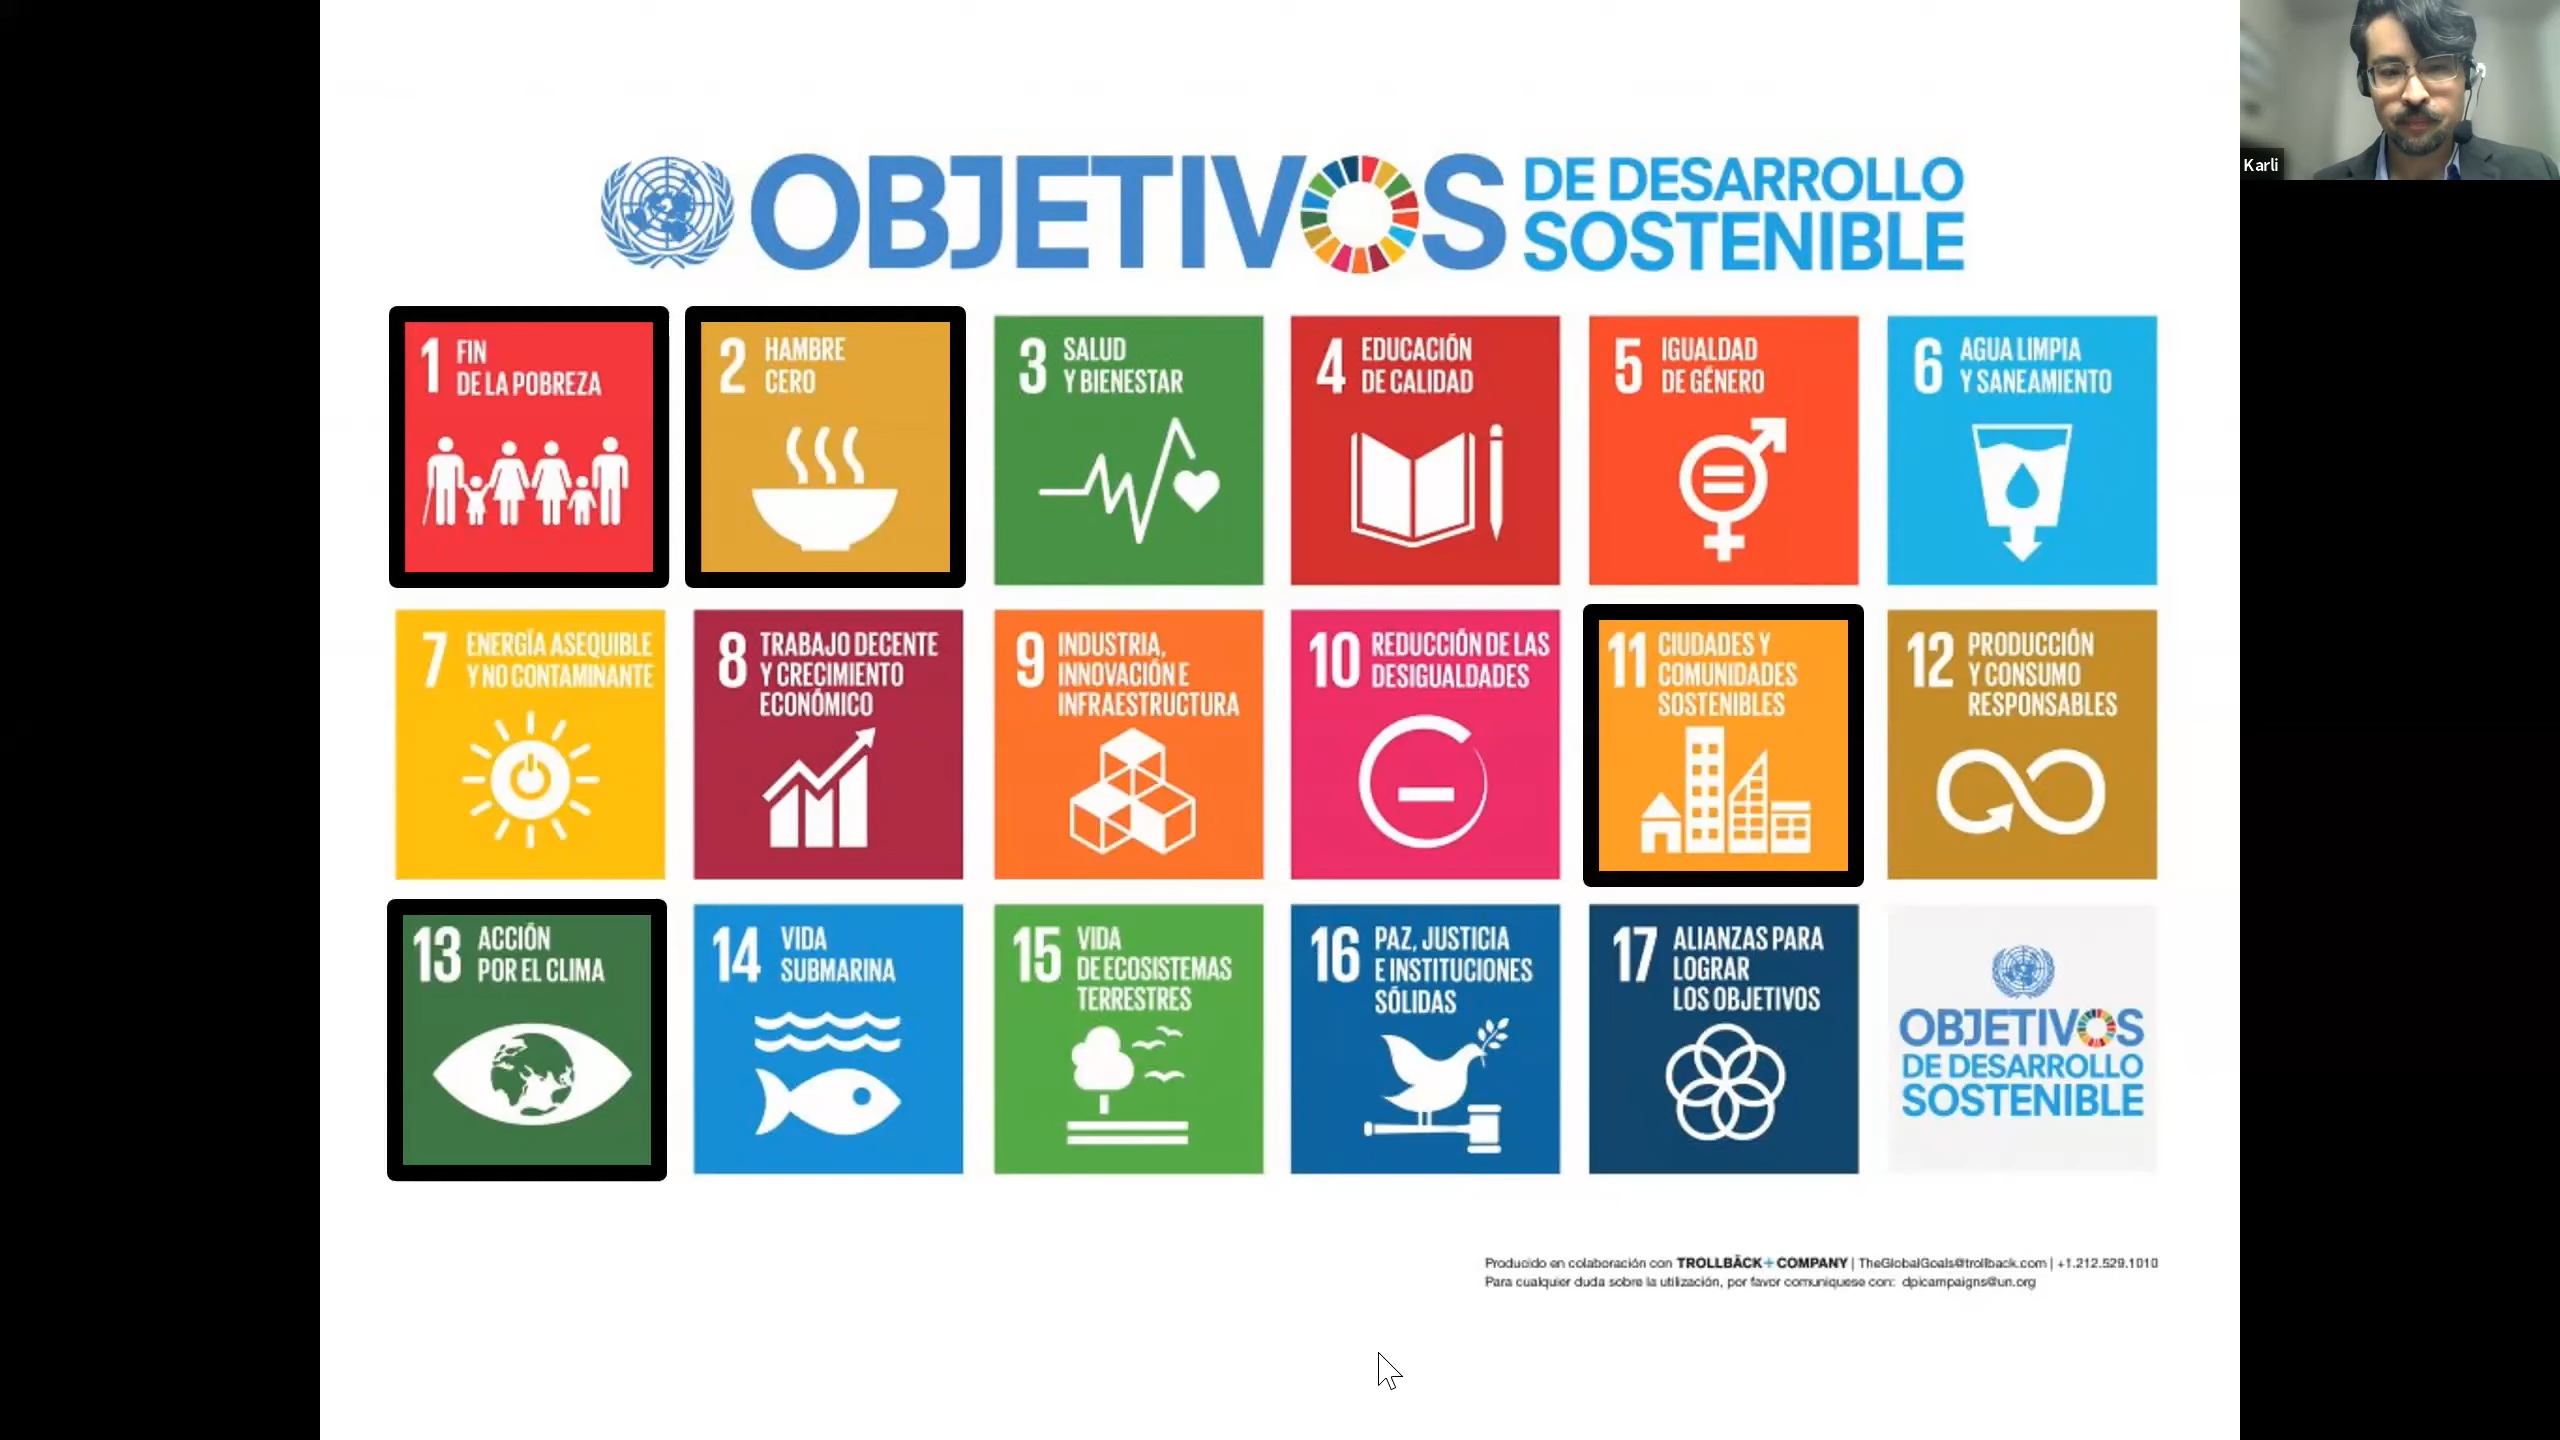 OBJETIVOS
DE DESARROLLO
SOSTENIBLE
Karli
1 FIN
DE LA POBREZA
2 HAMBRE
CERO
3 SALUD
Y BIENESTAR
4 EDUCACIÓN
DE CALIDAD
5 IGUALDAD
DE GÉNERO
6 AGUA LIMPIA
Y SANEAMIENTO
7 ENERGÍA ASEQUIBLE
Y NO CONTAMINANTE
8 TRABAJO DECENTE
Y CRECIMIENTO
ECONÓMICO
9 INDUSTRIA,
INNOVACIÓN E
INFRAESTRUCTURA
10 REDUCCIÓN DE LAS
DESIGUALDADES
11 CIUDADES Y
COMUNIDADES
SOSTENIBLES
12 PRODUCCIÓN
Y CONSUMO
RESPONSABLES
13 ACCIÓN
POR EL CLIMA
14 VIDA
SUBMARINA
15 VIDA
DE ECOSISTEMAS
TERRESTRES
16 PAZ, JUSTICIA
E INSTITUCIONES
SÓLIDAS
17 ALIANZAS PARA
LOGRAR
LOS OBJETIVOS
OBJETIVOS
DE DESARROLLO
SOSTENIBLE
Producido en colaboración con TROLLBÄCK+COMPANY | TheGlobalGoals@trollback.com | +1.212.529.1010
Para cualquier duda sobre la utilización, por favor comuniquese con: dpicampaigns@un.org